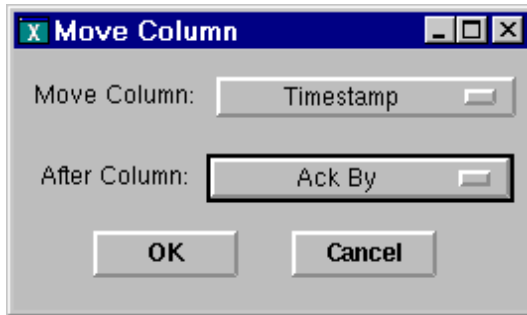 X Move Column
Move Column: Timestamp
After Column: Ack By
OK Cancel